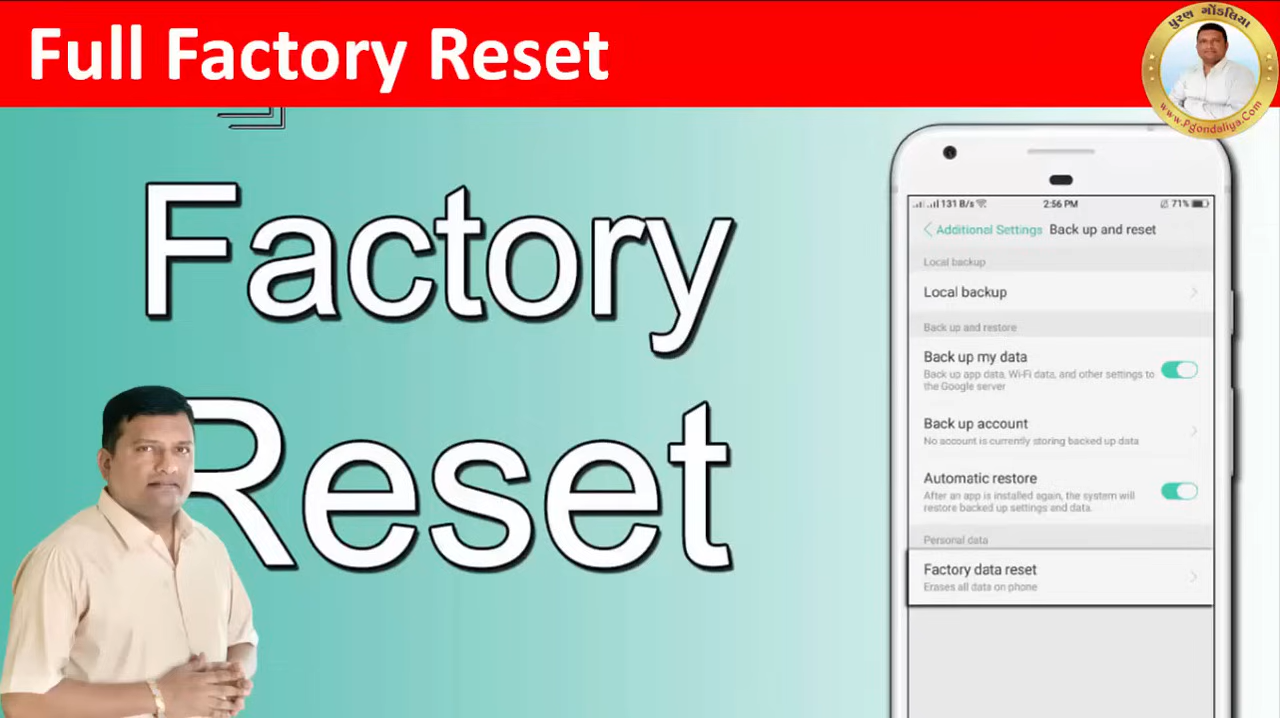 Full Factory Reset
પુરણ ગોંડલિયા
www.Pgondaliya.Com
Factory
Reset
131 B/s
2:56 PM
71%
Additional Settings
Back up and reset
Local backup
Local backup
Back up and restore
Back up my data
Back up app data, Wi-Fi data, and other settings to
the Google server
Back up account
No account is currently storing backed up data
Automatic restore
After an app is installed again, the system will
restore backed up settings and data.
Personal data
Factory data reset
Erases all data on phone